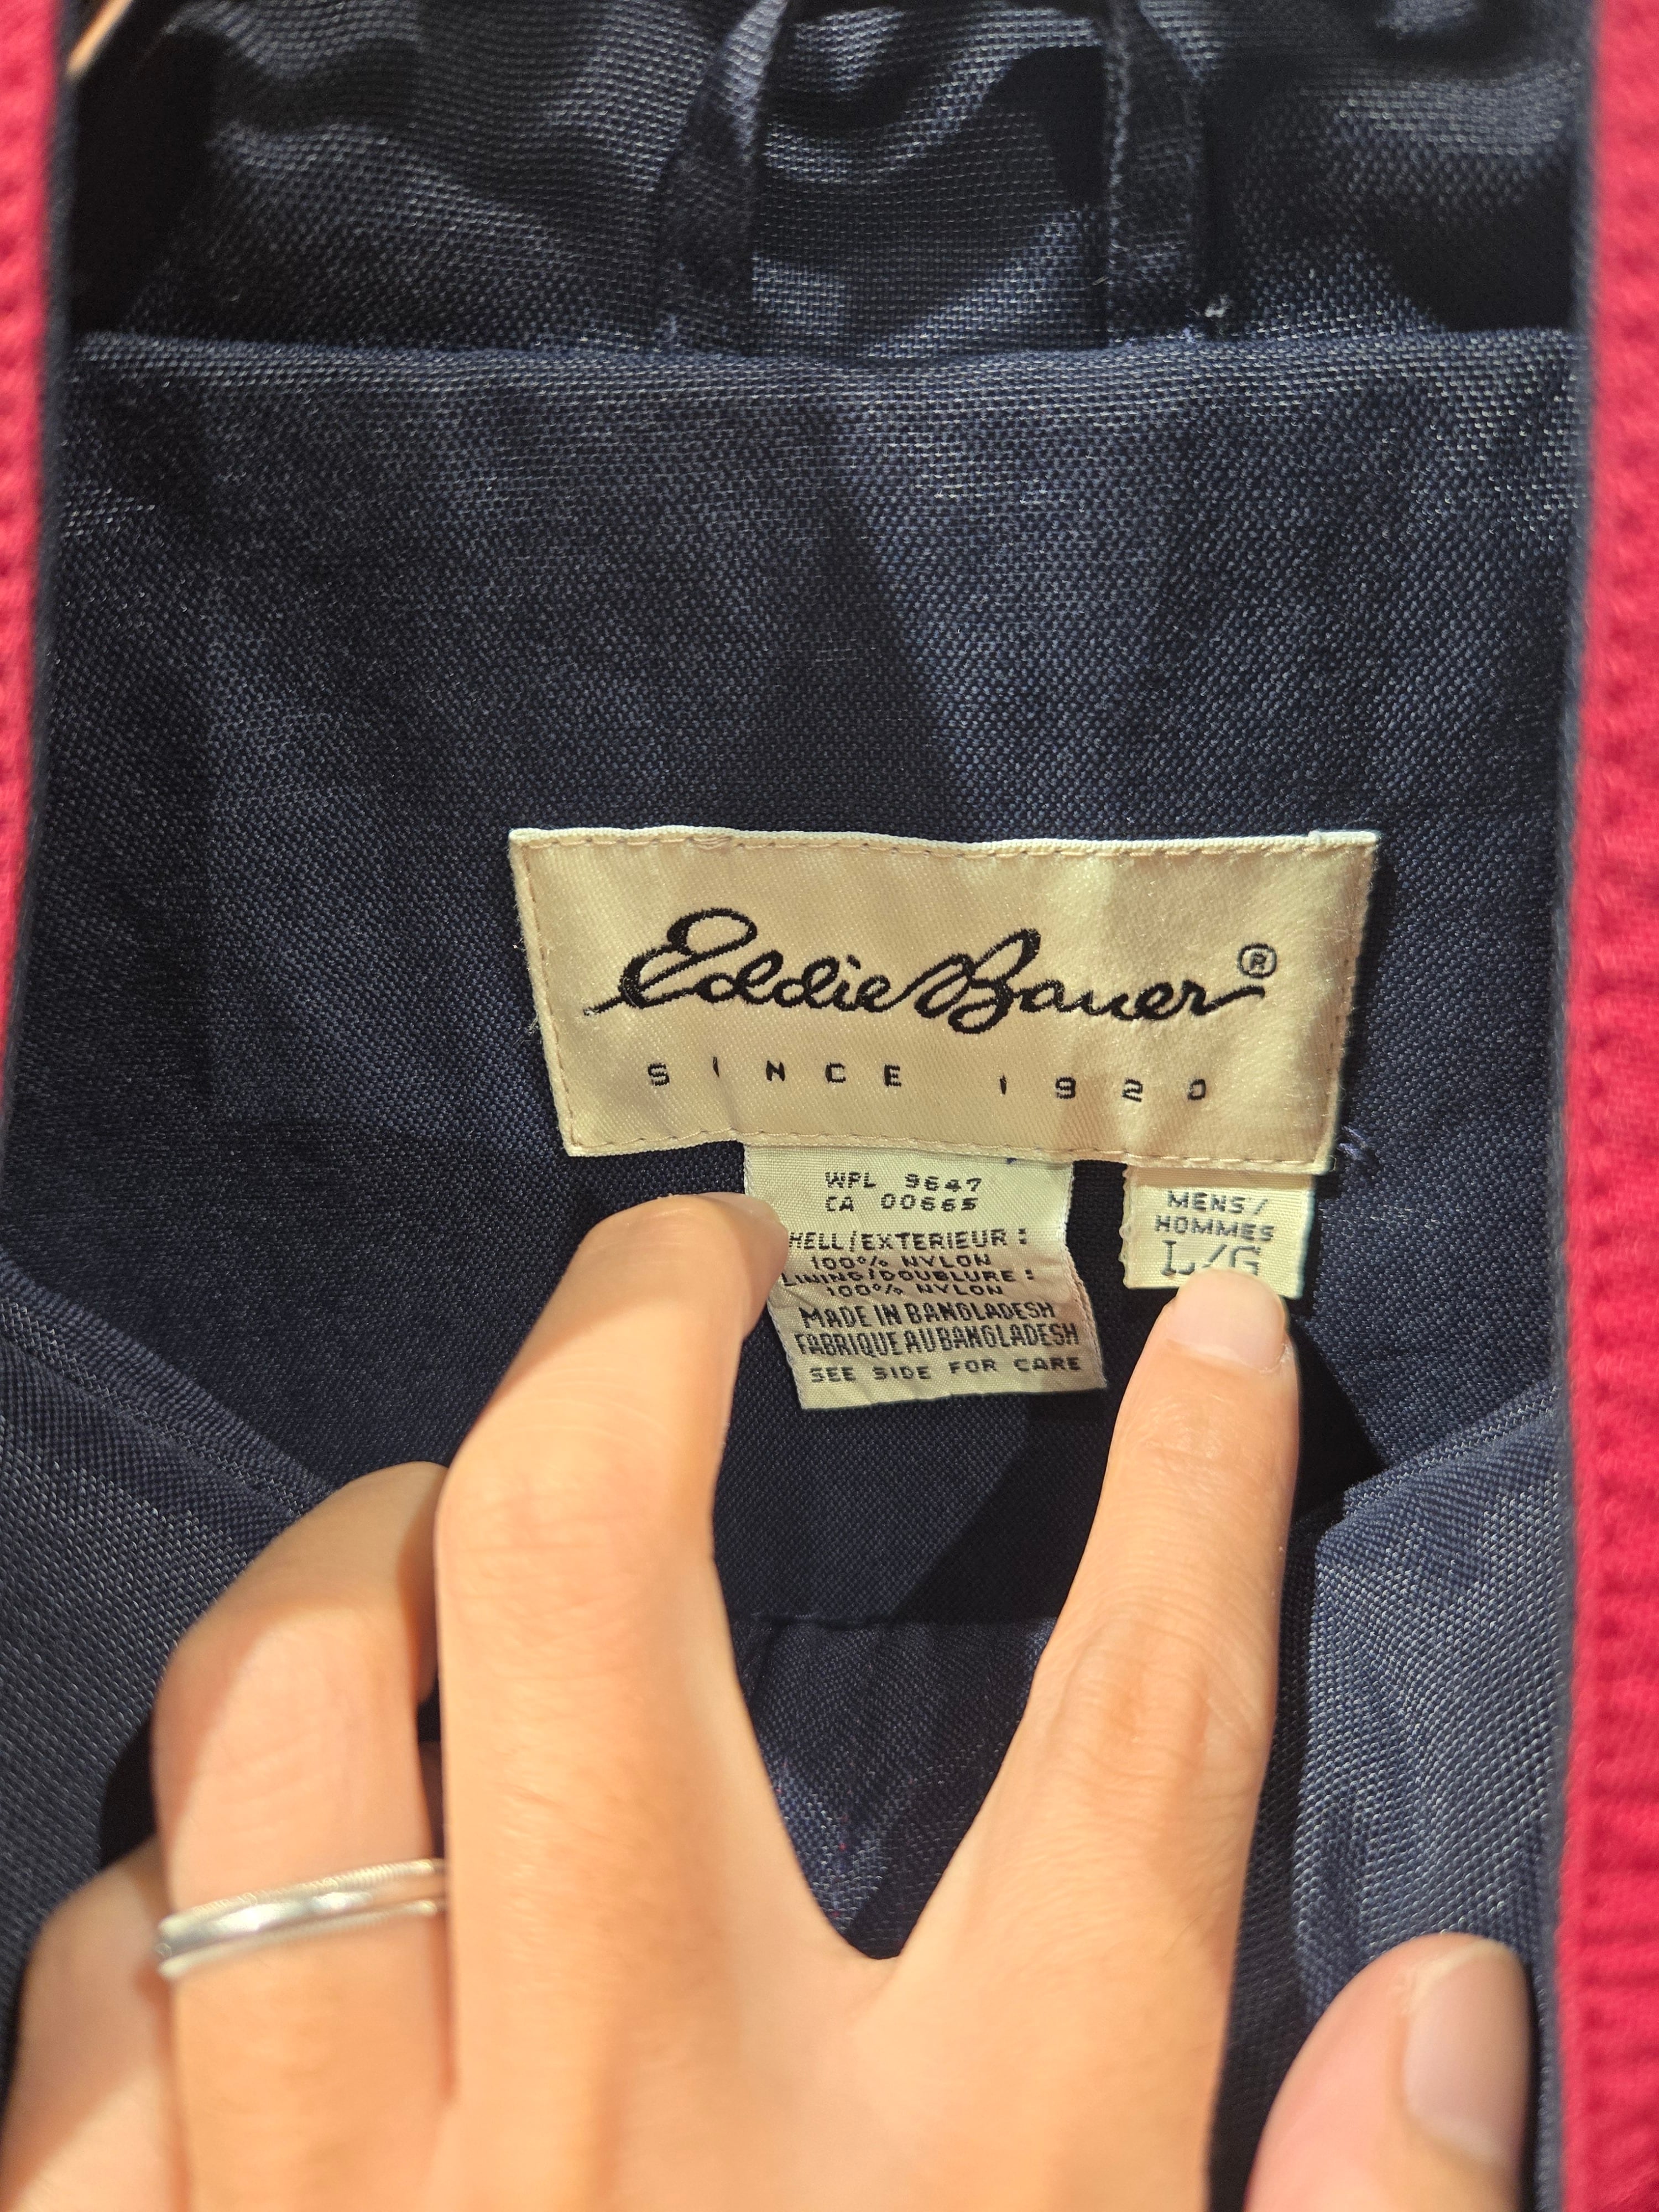 Eddie Bauer®
SINCE 1920
WPL 9647
CA 00665
HELL/EXTERIEUR:
100% NYLON
LINING/DOUBLURE:
100% NYLON
MADE IN BANGLADESH
FABRIQUE AU BANGLADESH
SEE SIDE FOR CARE
MENS'/
HOMMES
L/G